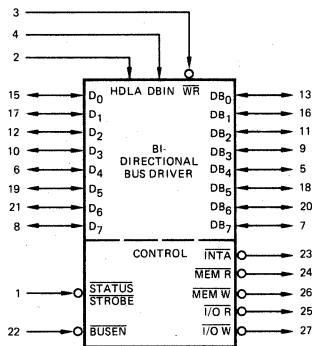 3
4
2
HDLA DBIN WR
15 D0 DB0 13
17 D1 DB1 16
12 D2 DB2 11
10 D3 BI- DB3 9
6 D4 DIRECTIONAL DB4 5
19 D5 BUS DRIVER DB5 18
21 D6 DB6 20
8 D7 DB7 7
CONTROL INTA 23
MEM R 24
1 STATUS MEM W 26
STROBE I/O R 25
22 BUSEN I/O W 27